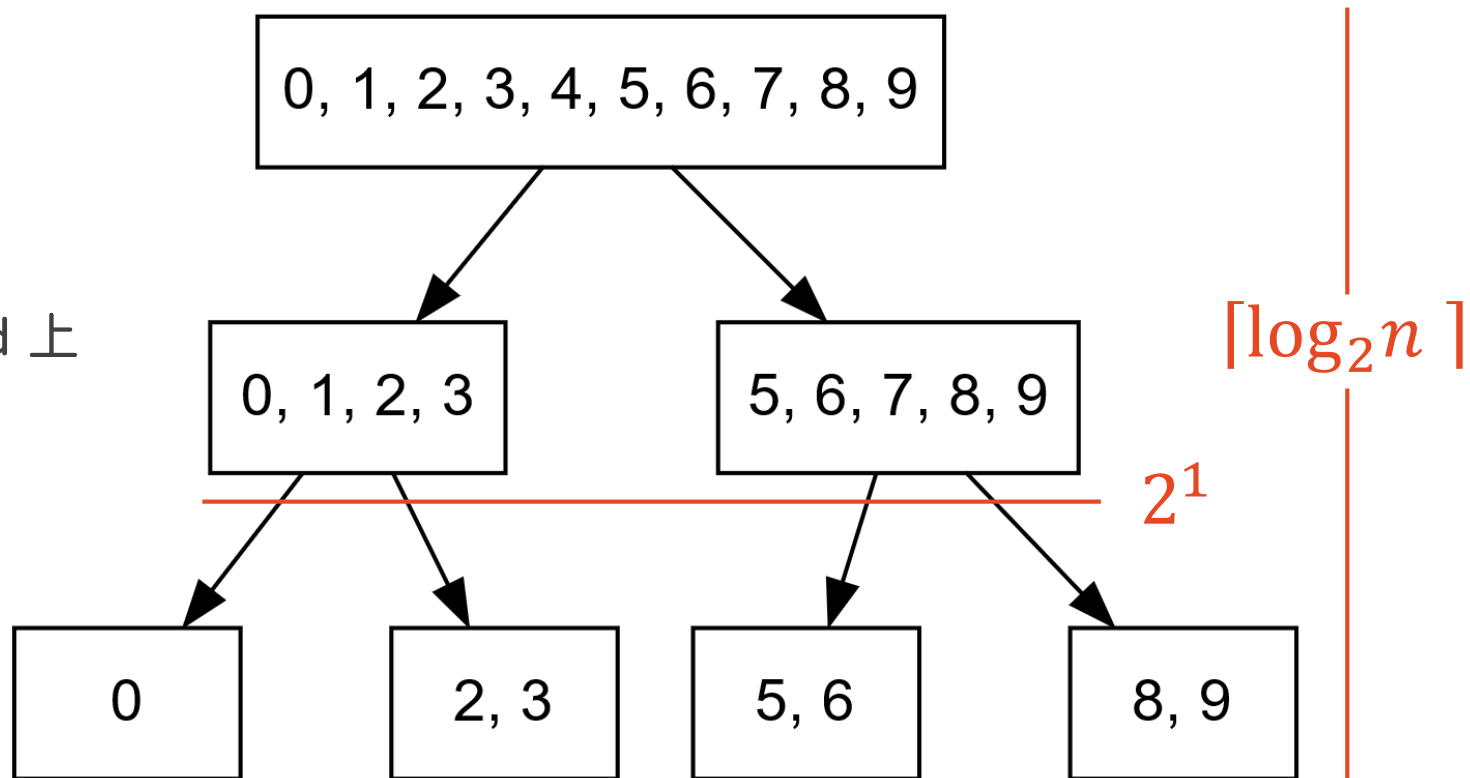 0, 1, 2, 3, 4, 5, 6, 7, 8, 9
上
⌈log₂n ⌉
0, 1, 2, 3
5, 6, 7, 8, 9
2¹
0
2, 3
5, 6
8, 9